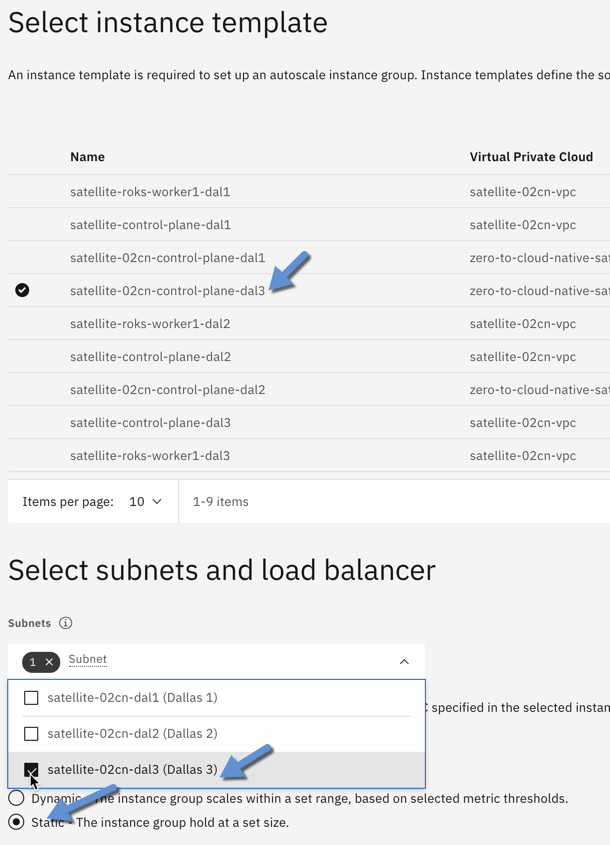 Select instance template
An instance template is required to set up an autoscale instance group. Instance templates define the so
Name Virtual Private Cloud
satellite-roks-worker1-dal1 satellite-02cn-vpc
satellite-control-plane-dal1 satellite-02cn-vpc
satellite-02cn-control-plane-dal1 zero-to-cloud-native-sat
satellite-02cn-control-plane-dal3 zero-to-cloud-native-sat
satellite-roks-worker1-dal2 satellite-02cn-vpc
satellite-control-plane-dal2 satellite-02cn-vpc
satellite-02cn-control-plane-dal2 zero-to-cloud-native-sat
satellite-control-plane-dal3 satellite-02cn-vpc
satellite-roks-worker1-dal3 satellite-02cn-vpc
Items per page: 10 1-9 items
Select subnets and load balancer
Subnets
1 × Subnet
satellite-02cn-dal1 (Dallas 1)
C specified in the selected instan
satellite-02cn-dal2 (Dallas 2)
satellite-02cn-dal3 (Dallas 3)
Dynamic - The instance group scales within a set range, based on selected metric thresholds.
Static - The instance group hold at a set size.